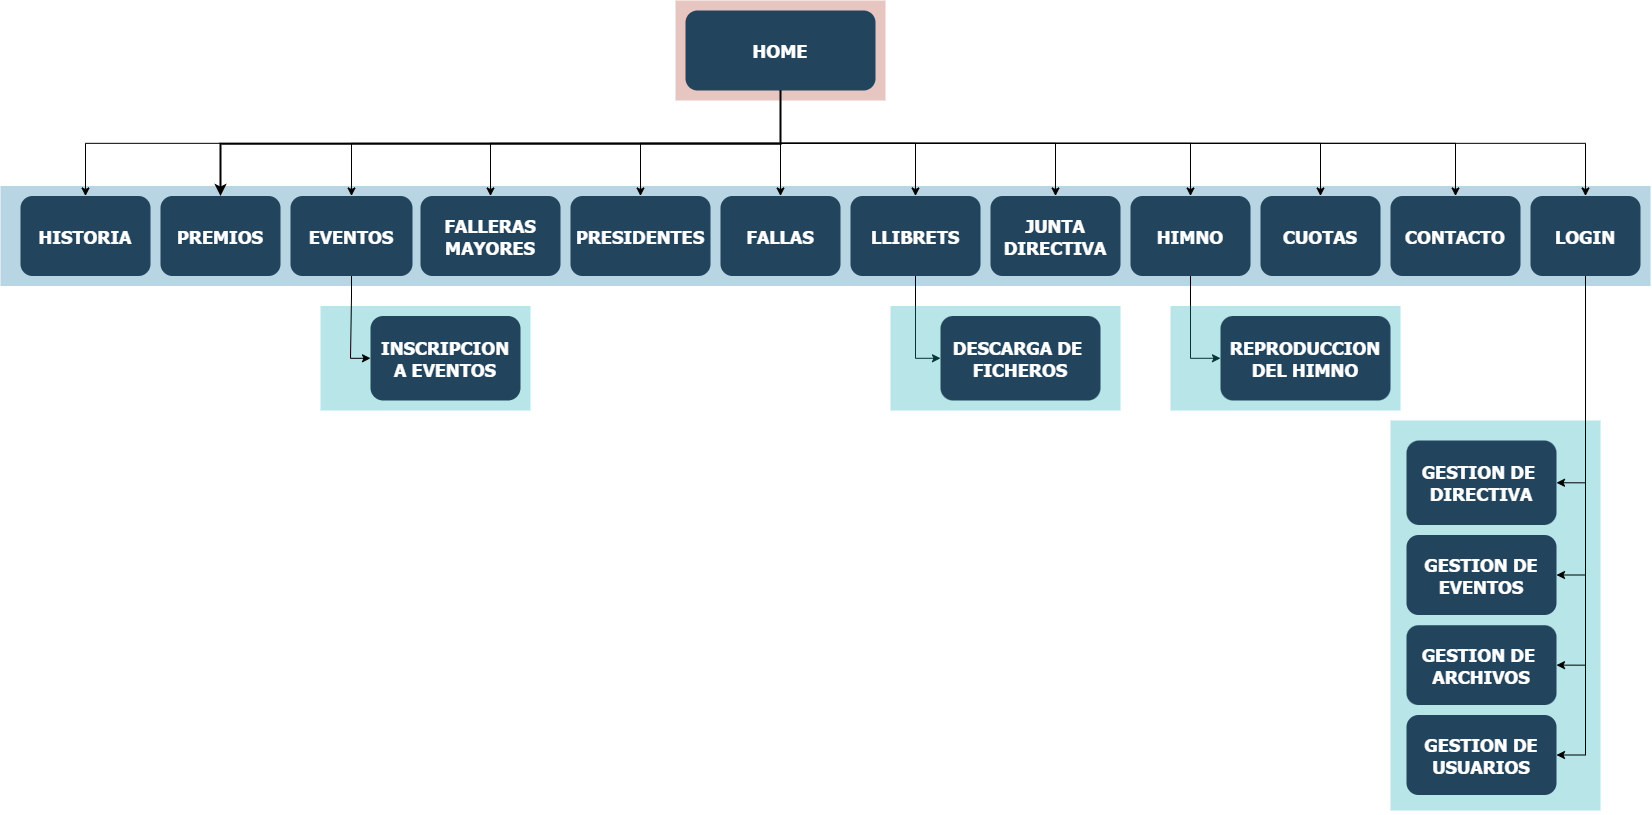 HOME
HISTORIA
PREMIOS
EVENTOS
FALLERAS
MAYORES
PRESIDENTES
FALLAS
LLIBRETS
JUNTA
DIRECTIVA
HIMNO
CUOTAS
CONTACTO
LOGIN
INSCRIPCION
A EVENTOS
DESCARGA DE
FICHEROS
REPRODUCCION
DEL HIMNO
GESTION DE
DIRECTIVA
GESTION DE
EVENTOS
GESTION DE
ARCHIVOS
GESTION DE
USUARIOS